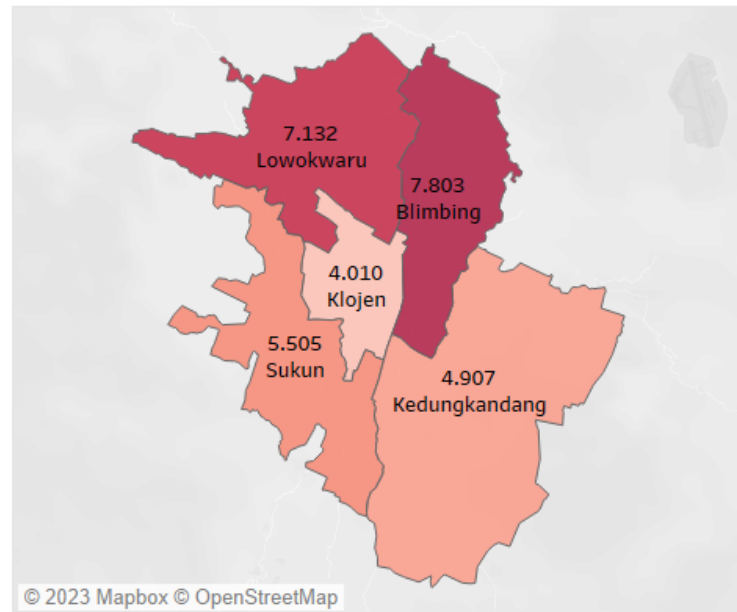 7.132
Lowokwaru
7.803
Blimbing
4.010
Klojen
5.505
Sukun
4.907
Kedungkandang
© 2023 Mapbox © OpenStreetMap